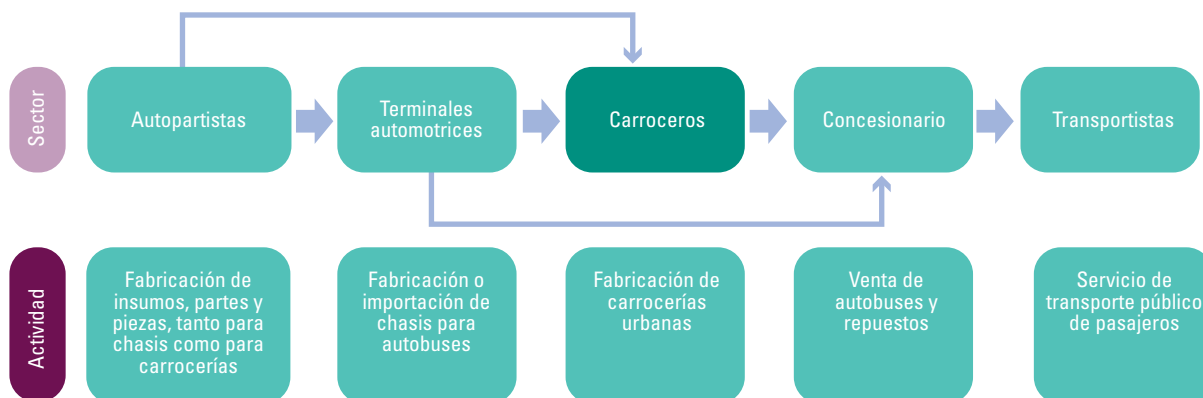 Sector
Autopartistas
Terminales
automotrices
Carroceros
Concesionario
Transportistas
Actividad
Fabricación de
insumos, partes y
piezas, tanto para
chasis como para
carrocerías
Fabricación o
importación de
chasis para
autobuses
Fabricación de
carrocerías
urbanas
Venta de
autobuses y
repuestos
Servicio de
transporte público
de pasajeros